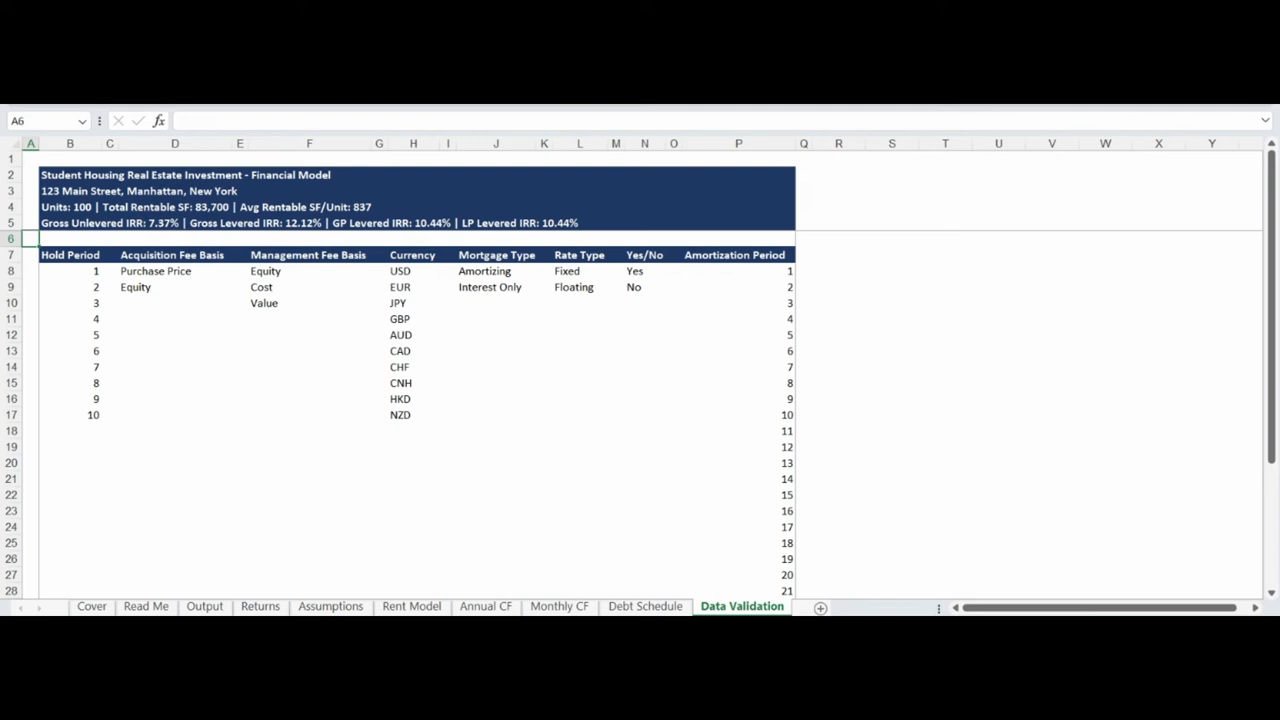 A6
fx
A B C D E F G H I J K L M N O P Q R S T U V W X Y
1
2 Student Housing Real Estate Investment - Financial Model
3 123 Main Street, Manhattan, New York
4 Units: 100 | Total Rentable SF: 83,700 | Avg Rentable SF/Unit: 837
5 Gross Unlevered IRR: 7.37% | Gross Levered IRR: 12.12% | GP Levered IRR: 10.44% | LP Levered IRR: 10.44%
6
7 Hold Period Acquisition Fee Basis Management Fee Basis Currency Mortgage Type Rate Type Yes/No Amortization Period
8 1 Purchase Price Equity USD Amortizing Fixed Yes 1
9 2 Equity Cost EUR Interest Only Floating No 2
10 3 Value JPY 3
11 4 GBP 4
12 5 AUD 5
13 6 CAD 6
14 7 CHF 7
15 8 CNH 8
16 9 HKD 9
17 10 NZD 10
18 11
19 12
20 13
21 14
22 15
23 16
24 17
25 18
26 19
27 20
28 21
Cover Read Me Output Returns Assumptions Rent Model Annual CF Monthly CF Debt Schedule Data Validation